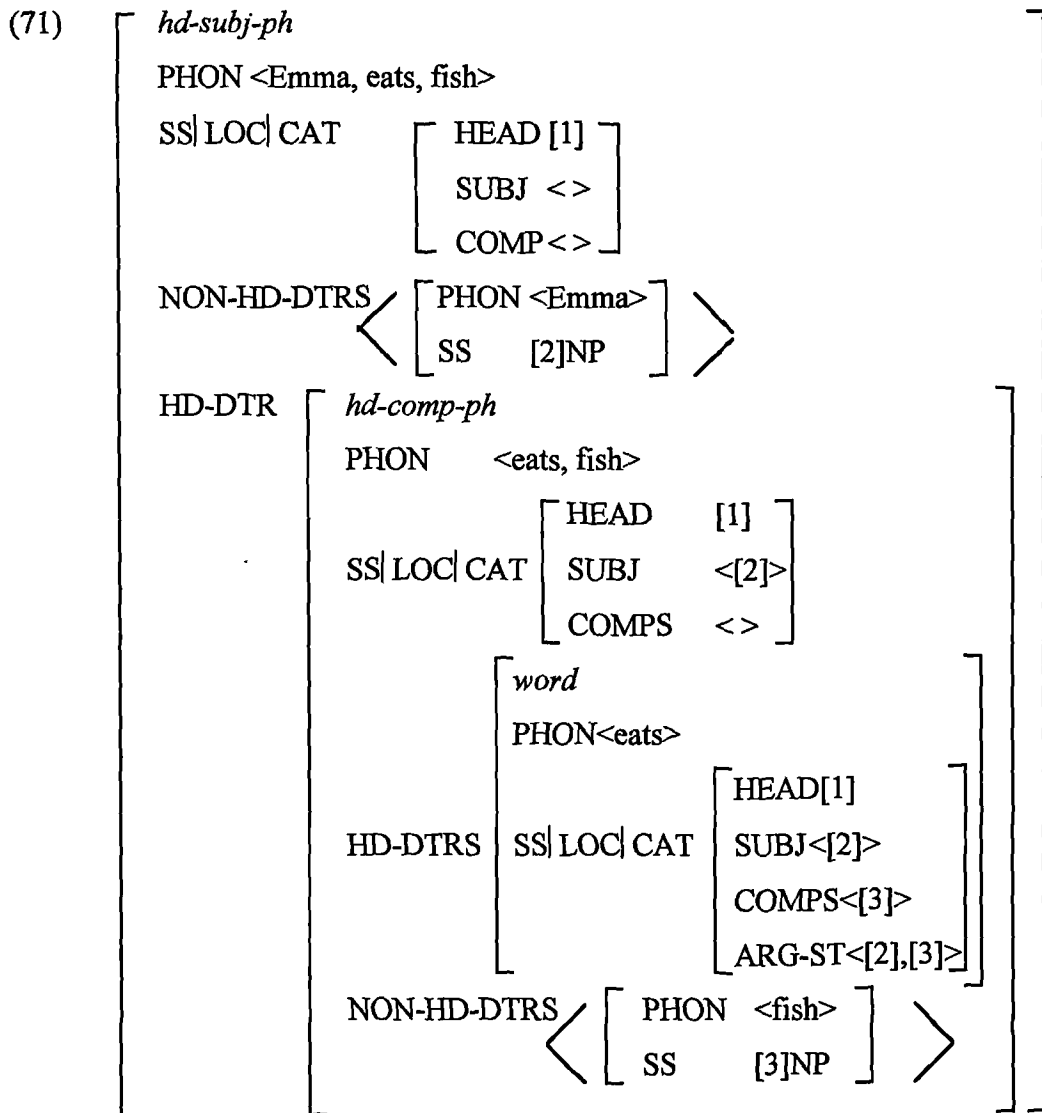 (71) hd-subj-ph
PHON <Emma, eats, fish>
SS| LOC| CAT
HEAD [1]
SUBJ < >
COMP < >
NON-HD-DTRS
PHON <Emma>
SS [2]NP
HD-DTR
hd-comp-ph
PHON <eats, fish>
SS| LOC| CAT
HEAD [1]
SUBJ <[2]>
COMPS < >
HD-DTRS
word
PHON<eats>
SS| LOC| CAT
HEAD[1]
SUBJ<[2]>
COMPS<[3]>
ARG-ST<[2],[3]>
NON-HD-DTRS
PHON <fish>
SS [3]NP